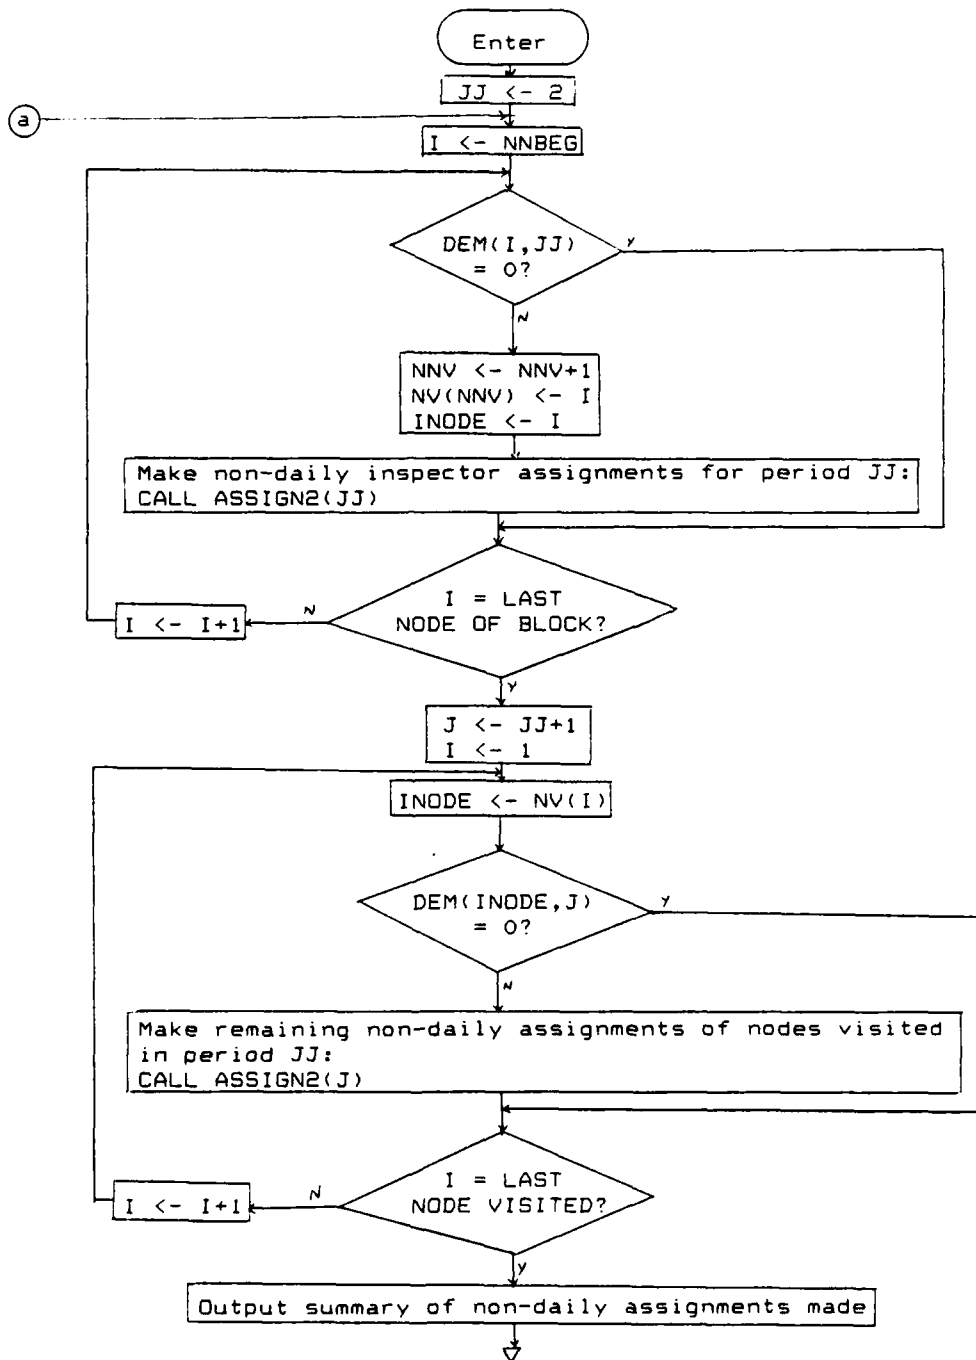 Enter
JJ <- 2
a
I <- NNBEG
DEM(I,JJ)
= 0?
Y
N
NNV <- NNV+1
NV(NNV) <- I
INODE <- I
Make non-daily inspector assignments for period JJ:
CALL ASSIGN2(JJ)
I = LAST
NODE OF BLOCK?
N
I <- I+1
Y
J <- JJ+1
I <- 1
INODE <- NV(I)
DEM(INODE,J)
= 0?
Y
N
Make remaining non-daily assignments of nodes visited
in period JJ:
CALL ASSIGN2(J)
I = LAST
NODE VISITED?
N
I <- I+1
Y
Output summary of non-daily assignments made